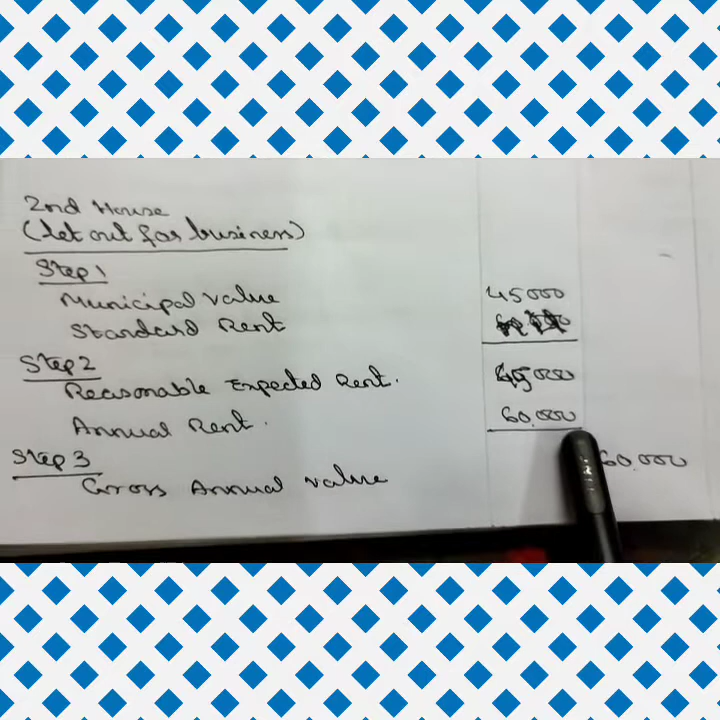 2nd House
(let out for business)
Step 1
Municipal Value 45000
Standard Rent
Step 2
Reasonable Expected Rent. 45000
Annual Rent. 60.000
Step 3
60.000
Gross Annual Value